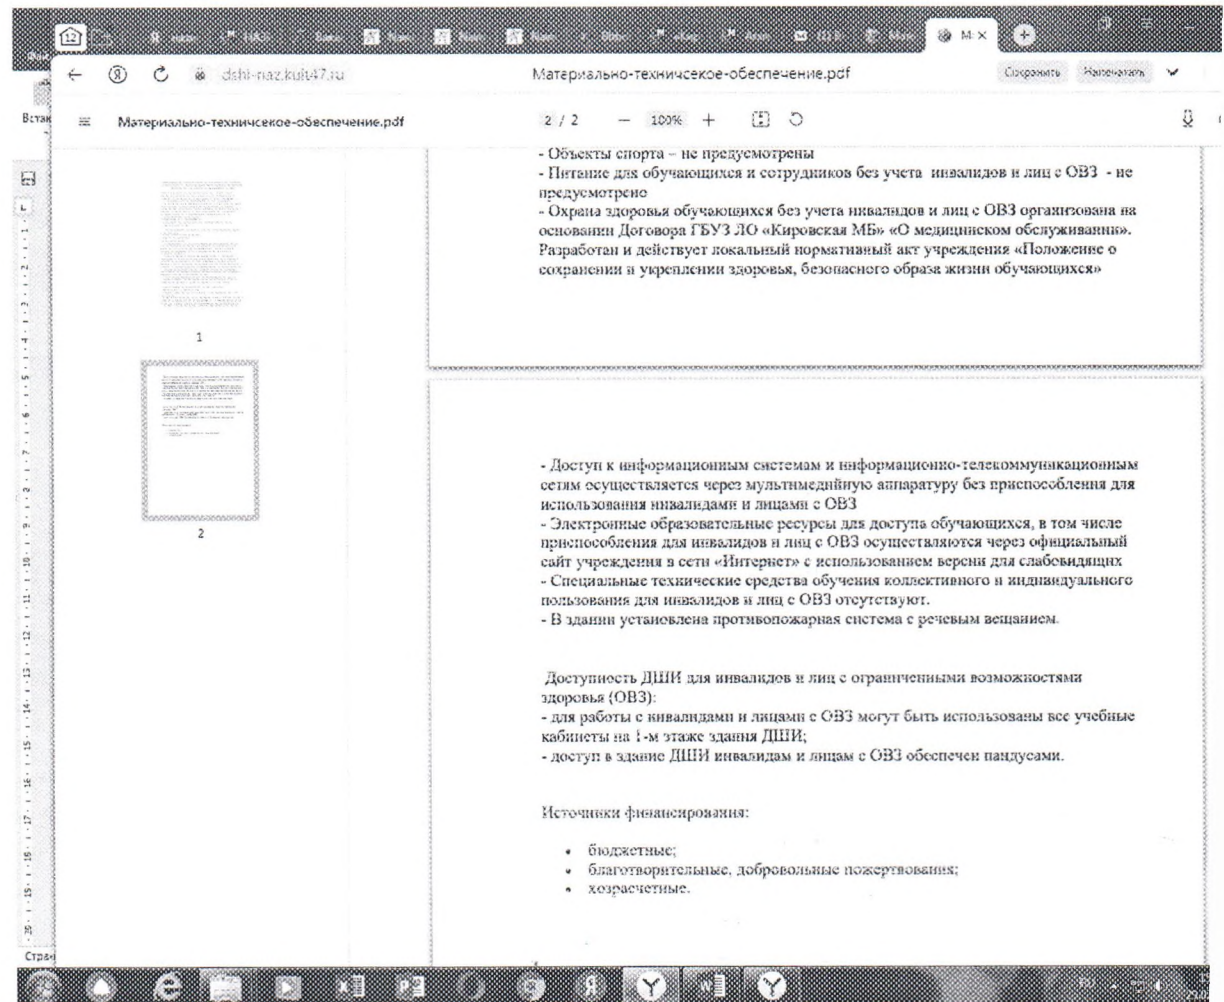 12
dshi-naz.kult47.ru
Материально-техничсекое-обеспечение.pdf
Сохранить
Напечатать
Материально-техничсекое-обеспечение.pdf
2 / 2
100%
- Объекты спорта – не предусмотрены
- Питание для обучающихся и сотрудников без учета инвалидов и лиц с ОВЗ - не
предусмотрено
- Охрана здоровья обучающихся без учета инвалидов и лиц с ОВЗ организована на
основании Договора ГБУЗ ЛО «Кировская МБ» «О медицинском обслуживании».
Разработан и действует локальный нормативный акт учреждения «Положение о
сохранении и укреплении здоровья, безопасного образа жизни обучающихся»
1
2
- Доступ к информационным системам и информационно-телекоммуникационным
сетям осуществляется через мультимедийную аппаратуру без приспособления для
использования инвалидами и лицами с ОВЗ
- Электронные образовательные ресурсы для доступа обучающихся, в том числе
приспособления для инвалидов и лиц с ОВЗ осуществляются через официальный
сайт учреждения в сети «Интернет» с использованием версии для слабовидящих
- Специальные технические средства обучения коллективного и индивидуального
пользования для инвалидов и лиц с ОВЗ отсутствуют.
- В здании установлена противопожарная система с речевым вещанием.
Доступность ДШИ для инвалидов и лиц с ограниченными возможностями
здоровья (ОВЗ):
- для работы с инвалидами и лицами с ОВЗ могут быть использованы все учебные
кабинеты на 1-м этаже здания ДШИ;
- доступ в здание ДШИ инвалидам и лицам с ОВЗ обеспечен пандусами.
Источники финансирования:
• бюджетные;
• благотворительные, добровольные пожертвования;
• хозрасчетные.
RU